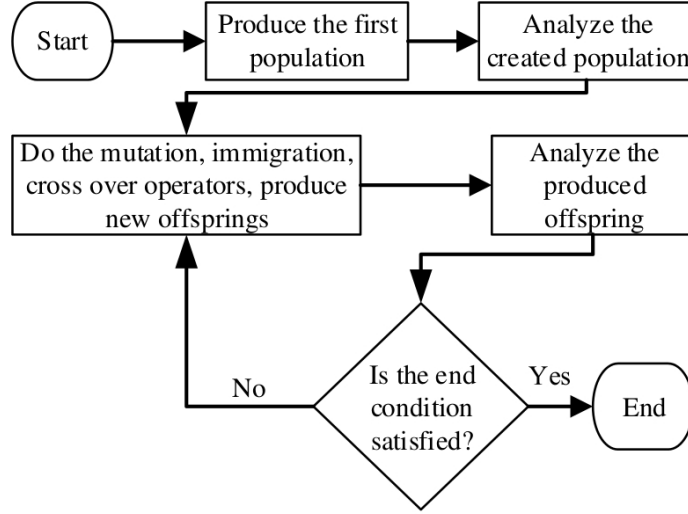 Start
Produce the first
population
Analyze the
created population
Do the mutation, immigration,
cross over operators, produce
new offsprings
Analyze the
produced
offspring
Is the end
condition
satisfied?
No
Yes
End